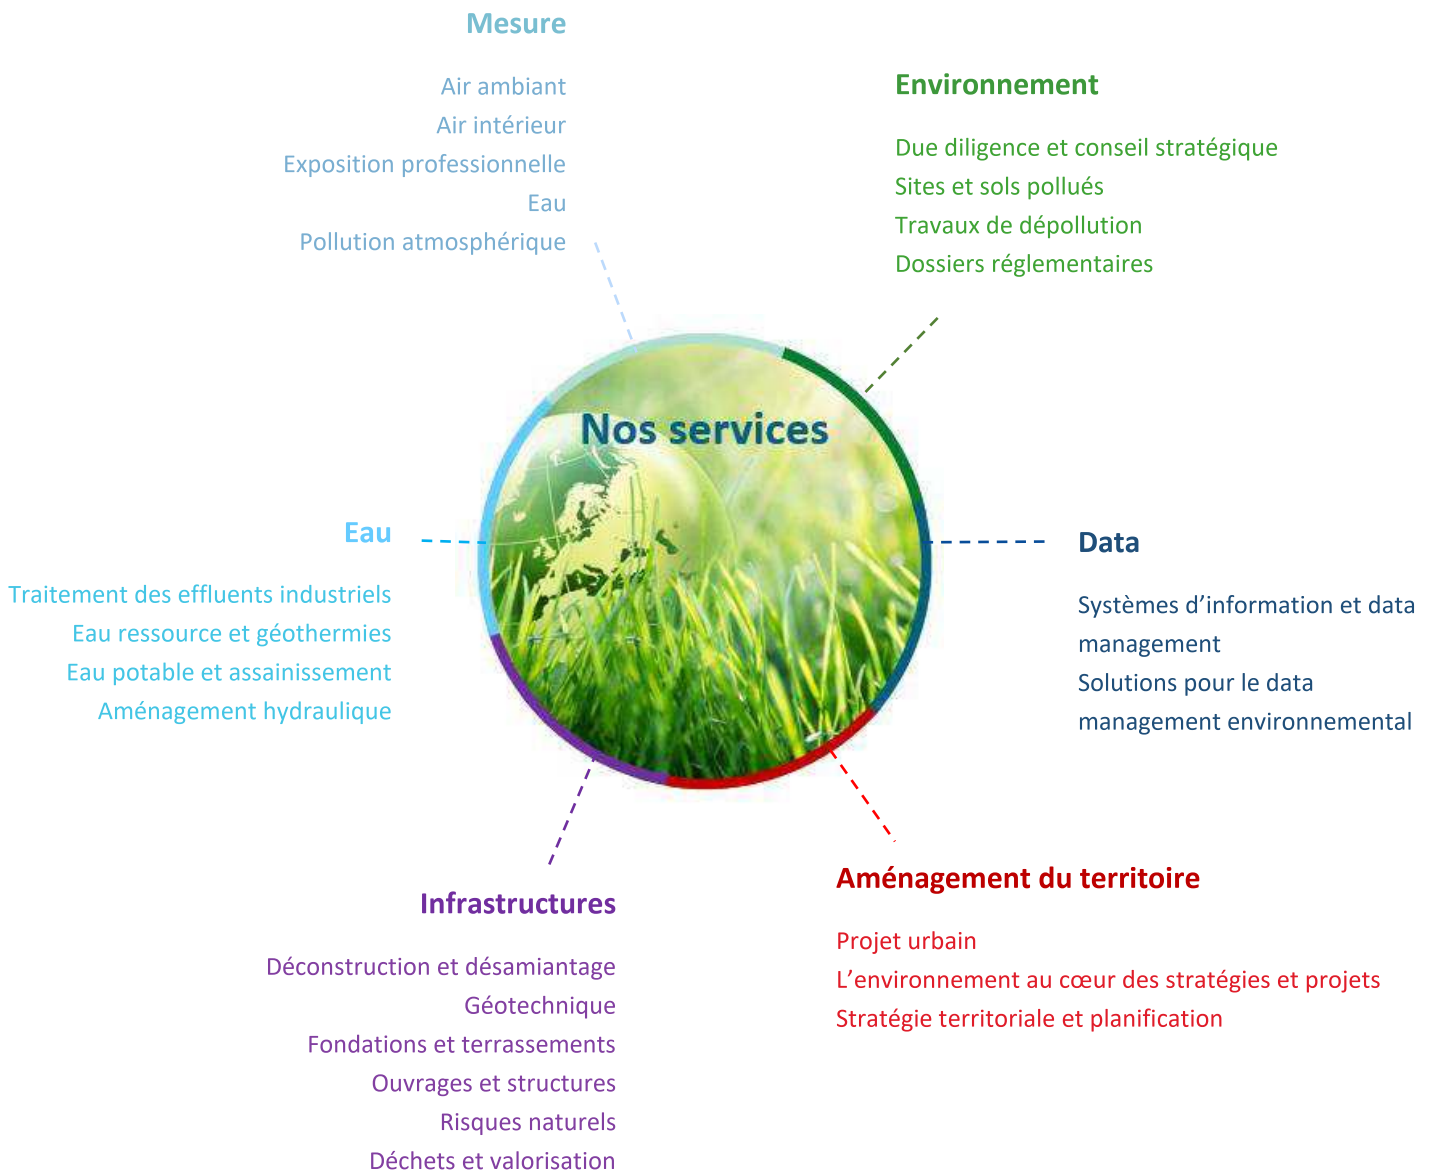 Mesure
Air ambiant
Air intérieur
Exposition professionnelle
Eau
Pollution atmosphérique
Environnement
Due diligence et conseil stratégique
Sites et sols pollués
Travaux de dépollution
Dossiers réglementaires
Nos services
Eau
Traitement des effluents industriels
Eau ressource et géothermies
Eau potable et assainissement
Aménagement hydraulique
Data
Systèmes d’information et data
management
Solutions pour le data
management environnemental
Infrastructures
Déconstruction et désamiantage
Géotechnique
Fondations et terrassements
Ouvrages et structures
Risques naturels
Déchets et valorisation
Aménagement du territoire
Projet urbain
L’environnement au cœur des stratégies et projets
Stratégie territoriale et planification